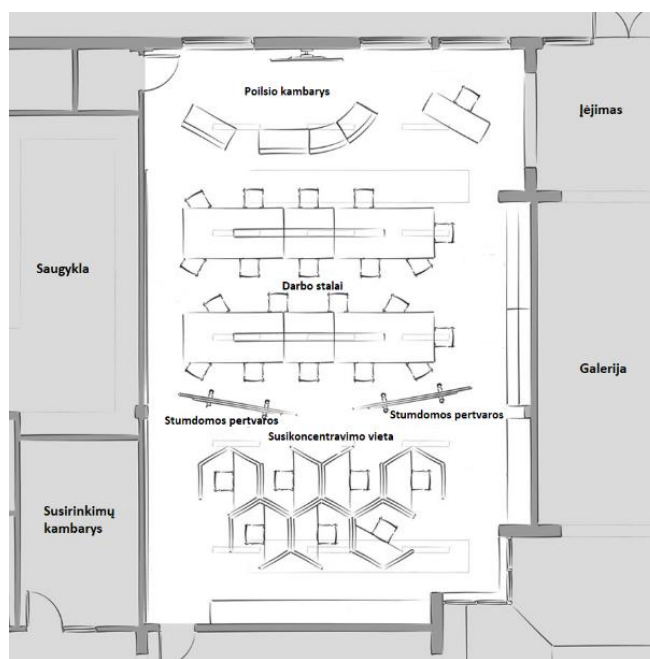 Poilsio kambarys
Įėjimas
Saugykla
Darbo stalai
Galerija
Stumdomos pertvaros
Stumdomos pertvaros
Susikoncentravimo vieta
Susirinkimų
kambarys